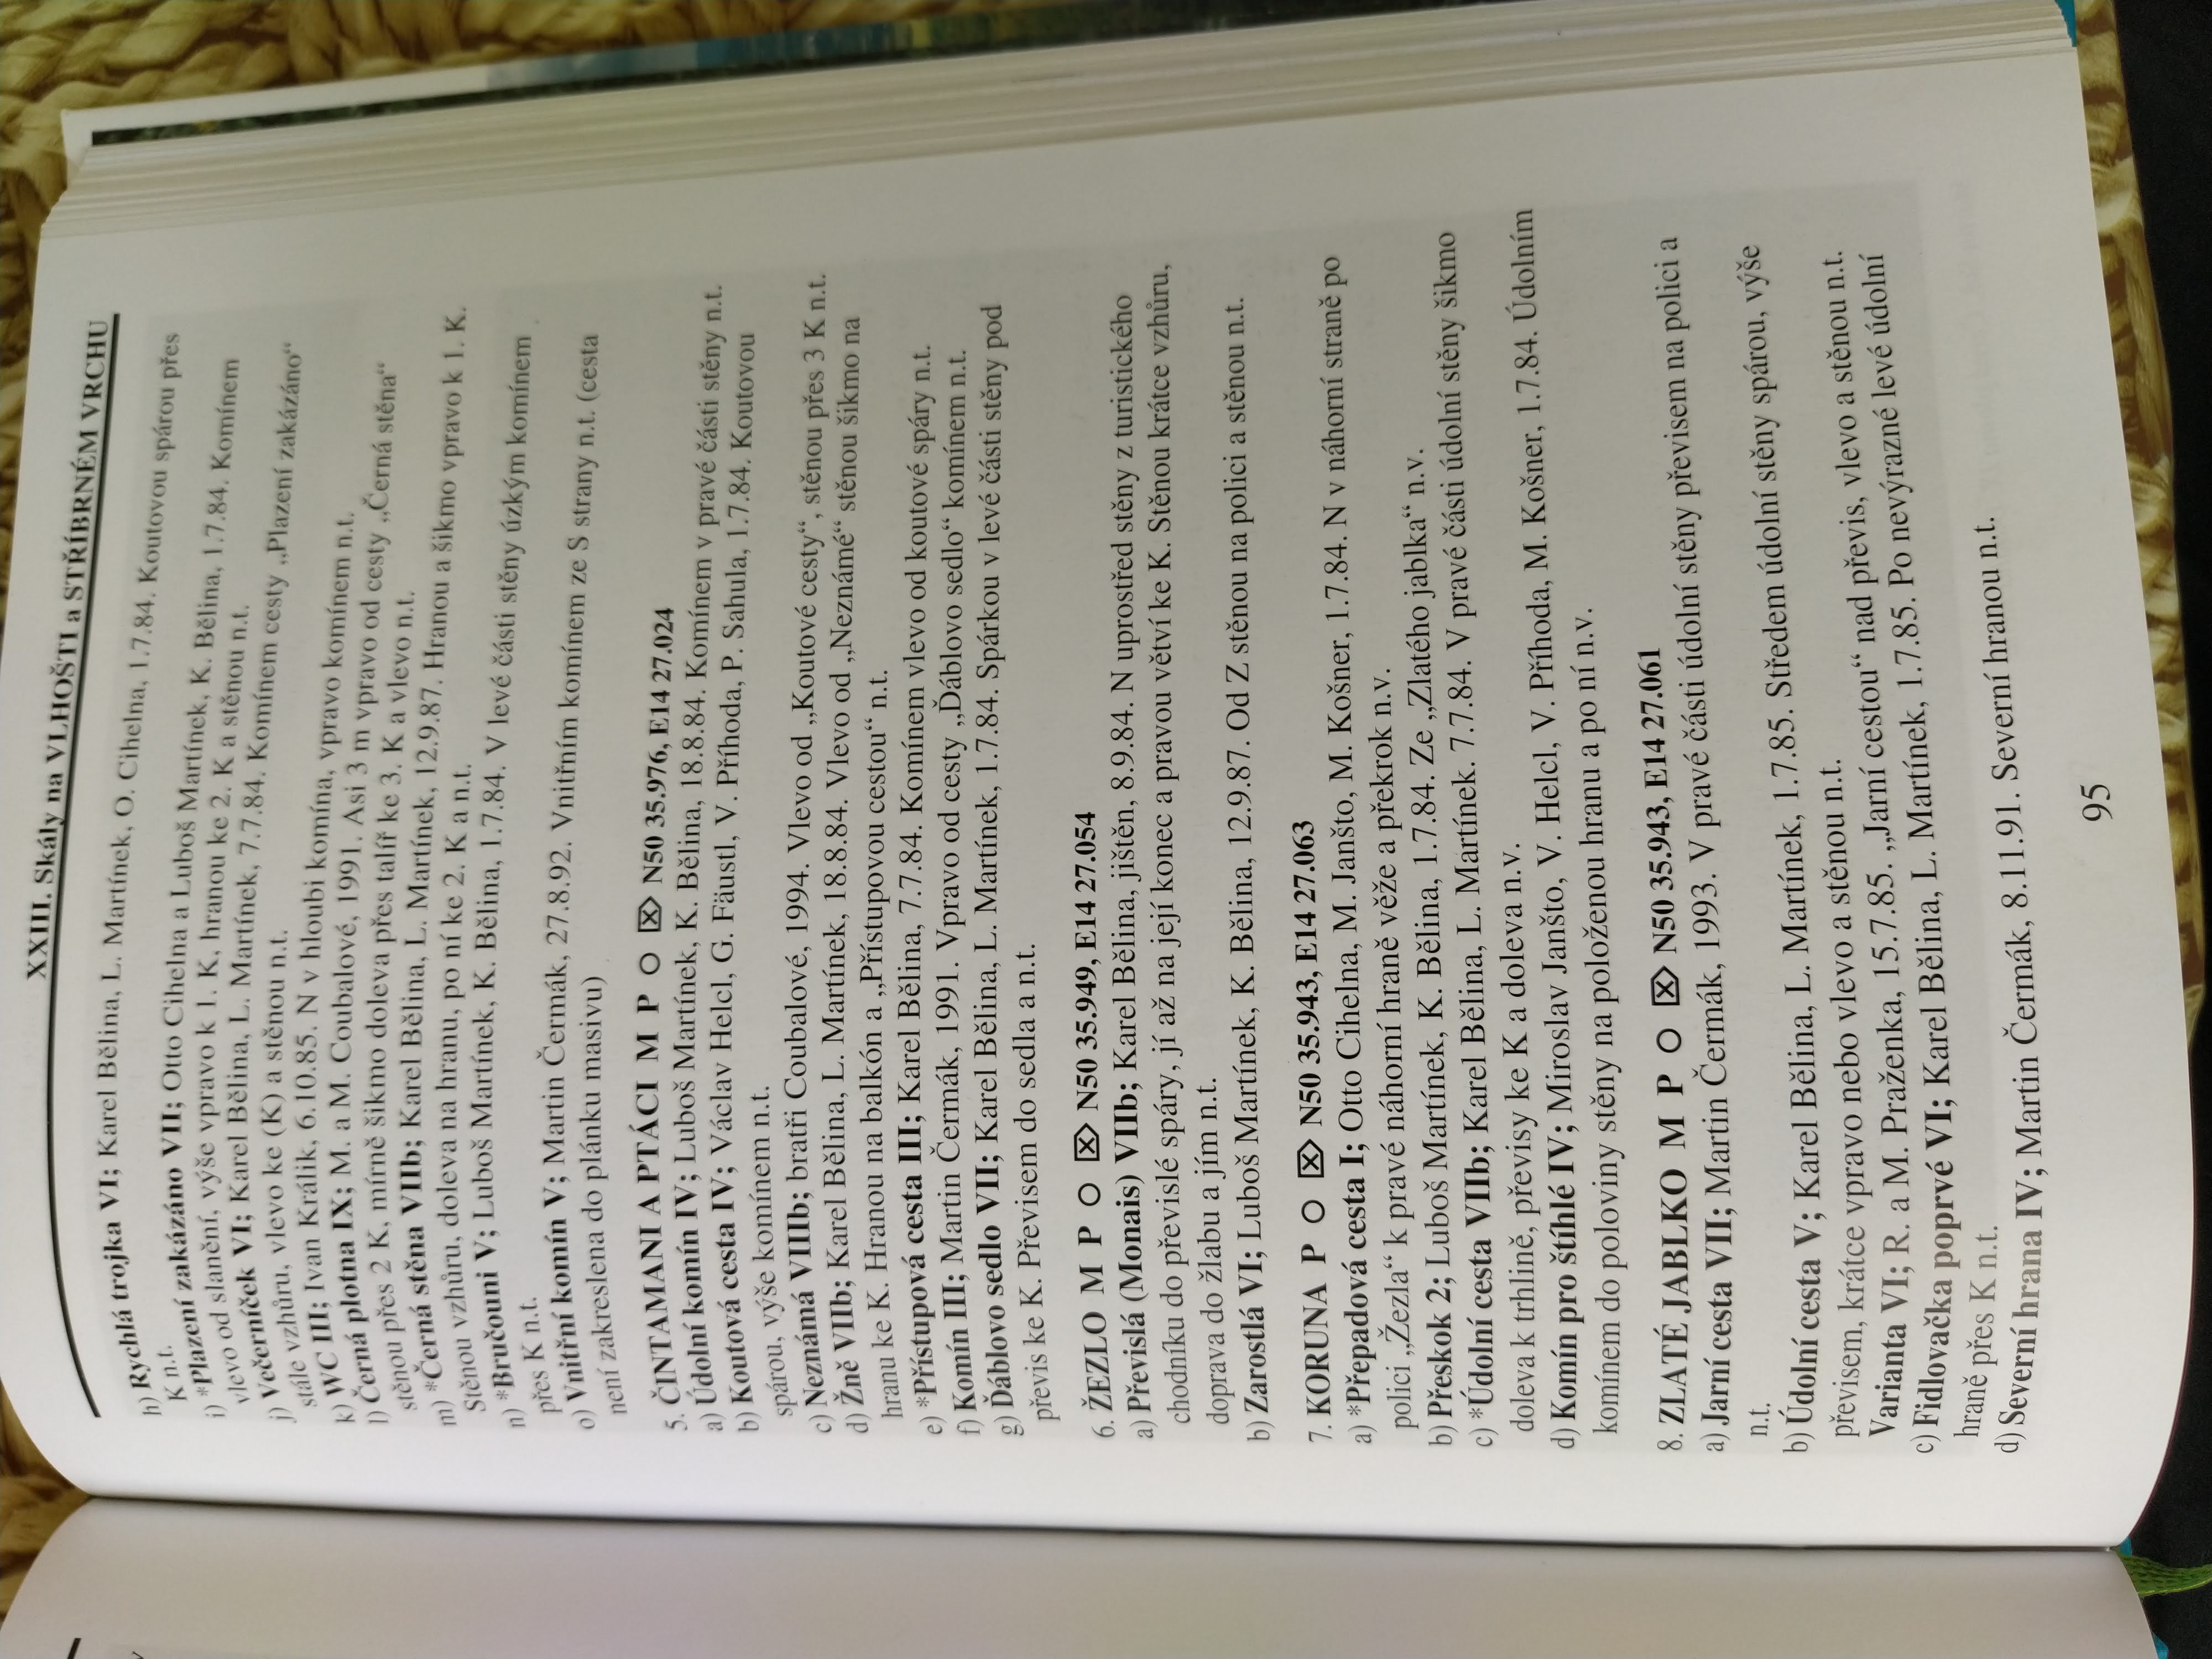 XXIII. Skály na VLHOŠTI a STŘÍBRNÉM VRCHU
h) Rychlá trojka VI; Karel Bělina, L. Martínek, O. Cihelna, 1.7.84. Koutovou spárou přes
K n.t.
i) *Plazení zakázáno VII; Otto Cihelna a Luboš Martínek, K. Bělina, 1.7.84. Komínem
vlevo od slanění, výše vpravo k 1. K, hranou ke 2. K a stěnou n.t.
j) Večerníček VI; Karel Bělina, L. Martínek, 7.7.84. Komínem cesty „Plazení zakázáno“
stále vzhůru, vlevo ke (K) a stěnou n.t.
k) WC III; Ivan Králik, 6.10.85. N v hloubi komína, vpravo komínem n.t.
l) Černá plotna IX; M. a M. Coubalové, 1991. Asi 3 m vpravo od cesty „Černá stěna“
stěnou přes 2 K, mírně šikmo doleva přes talíř ke 3. K a vlevo n.t.
m) *Černá stěna VIIb; Karel Bělina, L. Martínek, 12.9.87. Hranou a šikmo vpravo k 1. K.
Stěnou vzhůru, doleva na hranu, po ní ke 2. K a n.t.
n) *Bručouni V; Luboš Martínek, K. Bělina, 1.7.84. V levé části stěny úzkým komínem
přes K n.t.
o) Vnitřní komín V; Martin Čermák, 27.8.92. Vnitřním komínem ze S strany n.t. (cesta
není zakreslena do plánku masivu)
5. ČINTAMANI A PTÁCI M P ○ ⌧ N50 35.976, E14 27.024
a) Údolní komín IV; Luboš Martínek, K. Bělina, 18.8.84. Komínem v pravé části stěny n.t.
b) Koutová cesta IV; Václav Helcl, G. Fäustl, V. Příhoda, P. Sahula, 1.7.84. Koutovou
spárou, výše komínem n.t.
c) Neznámá VIIIb; bratři Coubalové, 1994. Vlevo od „Koutové cesty“, stěnou přes 3 K n.t.
d) Žně VIIb; Karel Bělina, L. Martínek, 18.8.84. Vlevo od „Neznámé“ stěnou šikmo na
hranu ke K. Hranou na balkón a „Přístupovou cestou“ n.t.
e) *Přístupová cesta III; Karel Bělina, 7.7.84. Komínem vlevo od koutové spáry n.t.
f) Komín III; Martin Čermák, 1991. Vpravo od cesty „Ďáblovo sedlo“ komínem n.t.
g) Ďáblovo sedlo VII; Karel Bělina, L. Martínek, 1.7.84. Spárkou v levé části stěny pod
převis ke K. Převisem do sedla a n.t.
6. ŽEZLO M P ○ ⌧ N50 35.949, E14 27.054
a) Převislá (Monais) VIIb; Karel Bělina, jištěn, 8.9.84. N uprostřed stěny z turistického
chodníku do převislé spáry, jí až na její konec a pravou větví ke K. Stěnou krátce vzhůru,
doprava do žlabu a jím n.t.
b) Zarostlá VI; Luboš Martínek, K. Bělina, 12.9.87. Od Z stěnou na polici a stěnou n.t.
7. KORUNA P ○ ⌧ N50 35.943, E14 27.063
a) *Přepadová cesta I; Otto Cihelna, M. Janšto, M. Košner, 1.7.84. N v náhorní straně po
polici „Žezla“ k pravé náhorní hraně věže a překrok n.v.
b) Přeskok 2; Luboš Martínek, K. Bělina, 1.7.84. Ze „Zlatého jablka“ n.v.
c) *Údolní cesta VIIb; Karel Bělina, L. Martínek. 7.7.84. V pravé části údolní stěny šikmo
doleva k trhlině, převisy ke K a doleva n.v.
d) Komín pro štíhlé IV; Miroslav Janšto, V. Helcl, V. Příhoda, M. Košner, 1.7.84. Údolním
komínem do poloviny stěny na položenou hranu a po ní n.v.
8. ZLATÉ JABLKO M P ○ ⌧ N50 35.943, E14 27.061
a) Jarní cesta VII; Martin Čermák, 1993. V pravé části údolní stěny převisem na polici a
n.t.
b) Údolní cesta V; Karel Bělina, L. Martínek, 1.7.85. Středem údolní stěny spárou, výše
převisem, krátce vpravo nebo vlevo a stěnou n.t.
Varianta VI; R. a M. Praženka, 15.7.85. „Jarní cestou“ nad převis, vlevo a stěnou n.t.
c) Fidlovačka poprvé VI; Karel Bělina, L. Martínek, 1.7.85. Po nevýrazné levé údolní
hraně přes K n.t.
d) Severní hrana IV; Martin Čermák, 8.11.91. Severní hranou n.t.
95